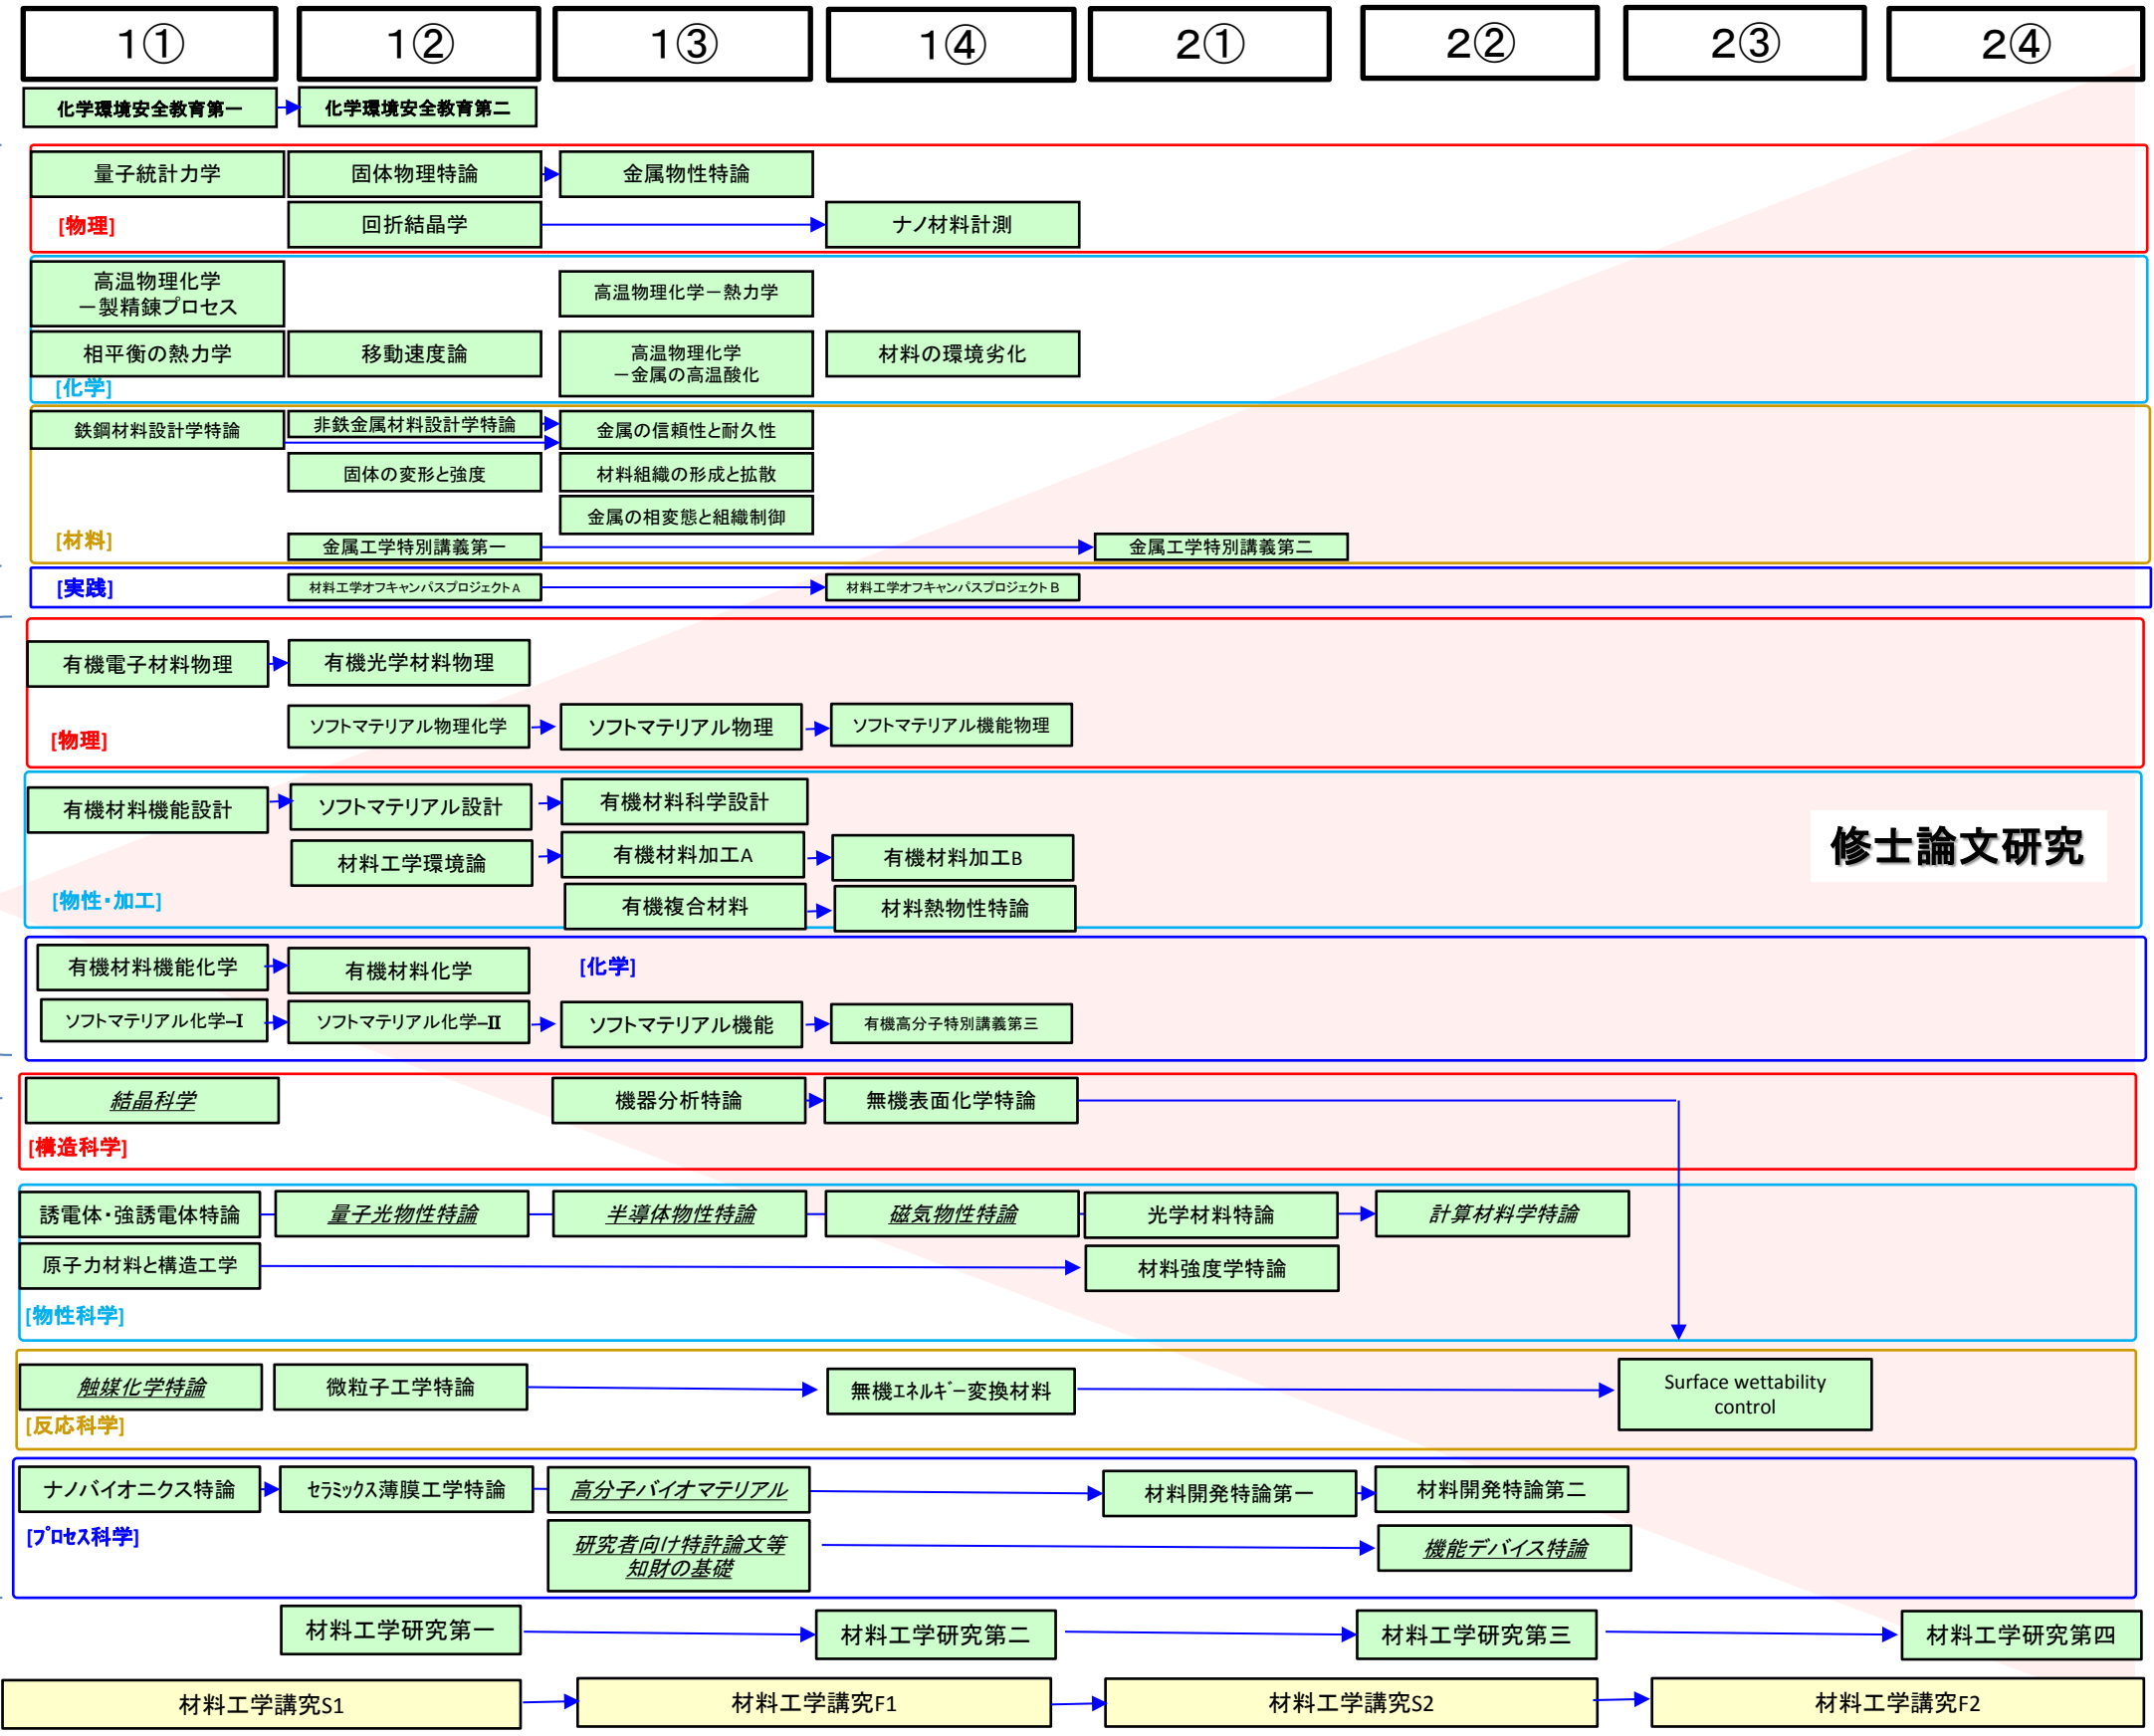 1①
1②
1③
1④
2①
2②
2③
2④
化学環境安全教育第一
化学環境安全教育第二
量子統計力学
固体物理特論
金属物性特論
[物理]
回折結晶学
ナノ材料計測
高温物理化学
－製精錬プロセス
高温物理化学－熱力学
相平衡の熱力学
移動速度論
高温物理化学
－金属の高温酸化
材料の環境劣化
[化学]
鉄鋼材料設計学特論
非鉄金属材料設計学特論
金属の信頼性と耐久性
固体の変形と強度
材料組織の形成と拡散
金属の相変態と組織制御
[材料]
金属工学特別講義第一
金属工学特別講義第二
[実践]
材料工学オフキャンパスプロジェクトA
材料工学オフキャンパスプロジェクトB
有機電子材料物理
有機光学材料物理
[物理]
ソフトマテリアル物理化学
ソフトマテリアル物理
ソフトマテリアル機能物理
有機材料機能設計
ソフトマテリアル設計
有機材料科学設計
材料工学環境論
有機材料加工A
有機材料加工B
修士論文研究
[物性・加工]
有機複合材料
材料熱物性特論
有機材料機能化学
有機材料化学
[化学]
ソフトマテリアル化学–I
ソフトマテリアル化学–II
ソフトマテリアル機能
有機高分子特別講義第三
結晶科学
機器分析特論
無機表面化学特論
[構造科学]
誘電体・強誘電体特論
量子光物性特論
半導体物性特論
磁気物性特論
光学材料特論
計算材料学特論
原子力材料と構造工学
材料強度学特論
[物性科学]
触媒化学特論
微粒子工学特論
無機ｴﾈﾙｷﾞｰ変換材料
Surface wettability
control
[反応科学]
ナノバイオニクス特論
ｾﾗﾐｯｸｽ薄膜工学特論
高分子バイオマテリアル
材料開発特論第一
材料開発特論第二
[ﾌﾟﾛｾｽ科学]
研究者向け特許論文等
知財の基礎
機能デバイス特論
材料工学研究第一
材料工学研究第二
材料工学研究第三
材料工学研究第四
材料工学講究S1
材料工学講究F1
材料工学講究S2
材料工学講究F2